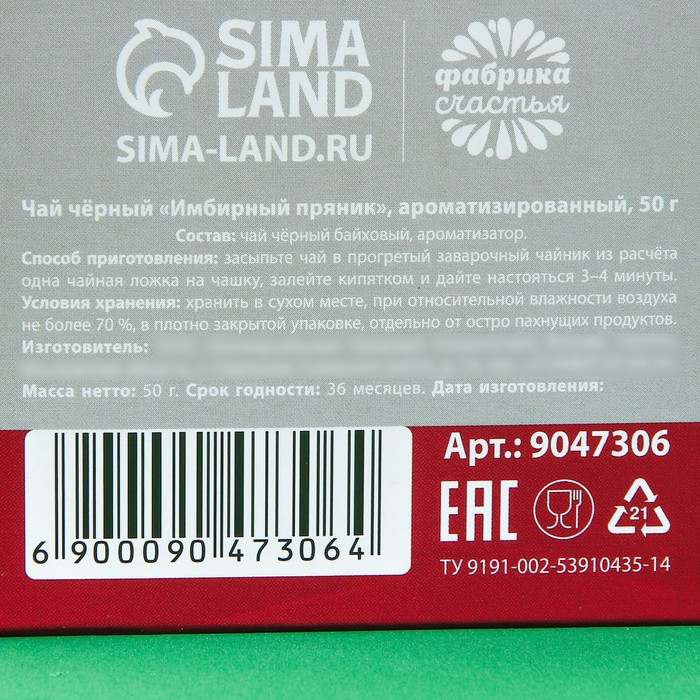 SIMA
LAND
SIMA-LAND.RU
фабрика
счастья
Чай чёрный «Имбирный пряник», ароматизированный, 50 г
Состав: чай чёрный байховый, ароматизатор.
Способ приготовления: засыпьте чай в прогретый заварочный чайник из расчёта
одна чайная ложка на чашку, залейте кипятком и дайте настояться 3–4 минуты.
Условия хранения: хранить в сухом месте, при относительной влажности воздуха
не более 70 %, в плотно закрытой упаковке, отдельно от остро пахнущих продуктов.
Изготовитель:
Масса нетто: 50 г. Срок годности: 36 месяцев. Дата изготовления:
Арт.: 9047306
EAC
21
6 900090 473064
ТУ 9191-002-53910435-14